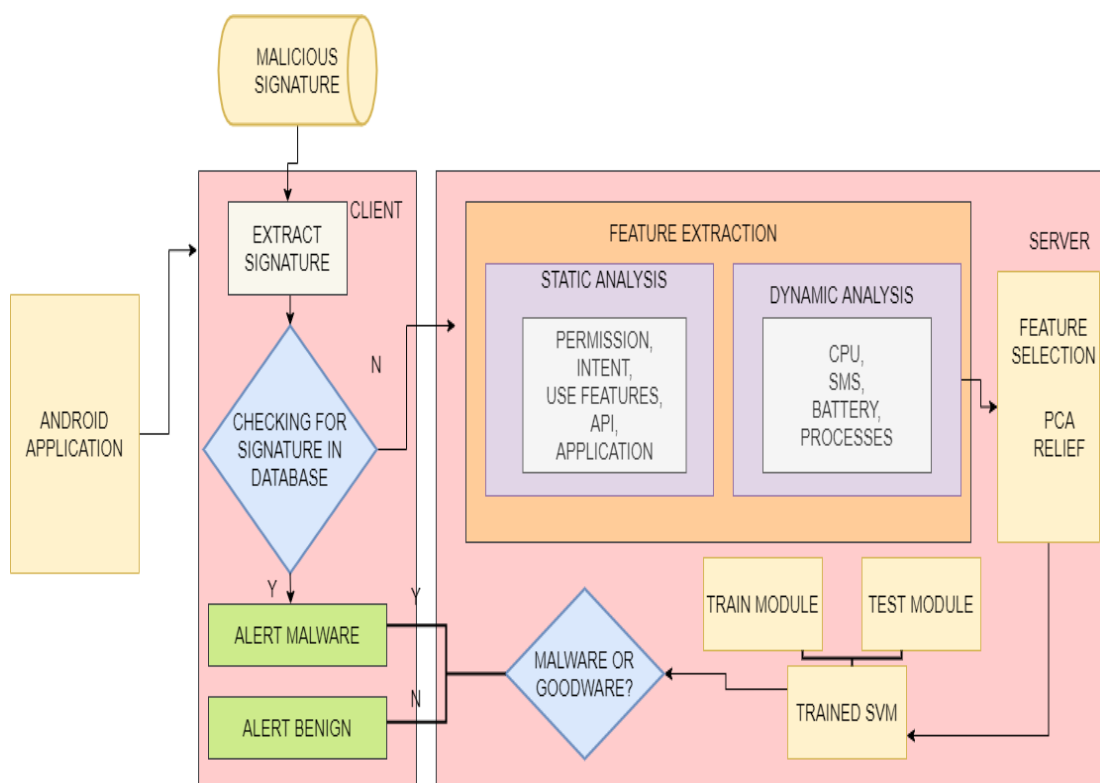 MALICIOUS
SIGNATURE
CLIENT
EXTRACT
SIGNATURE
ANDROID
APPLICATION
CHECKING FOR
SIGNATURE IN
DATABASE
N
Y
ALERT MALWARE
ALERT BENIGN
Y
N
SERVER
FEATURE EXTRACTION
STATIC ANALYSIS
PERMISSION,
INTENT,
USE FEATURES,
API,
APPLICATION
DYNAMIC ANALYSIS
CPU,
SMS,
BATTERY,
PROCESSES
FEATURE
SELECTION
PCA
RELIEF
TRAIN MODULE
TEST MODULE
TRAINED SVM
MALWARE OR
GOODWARE?